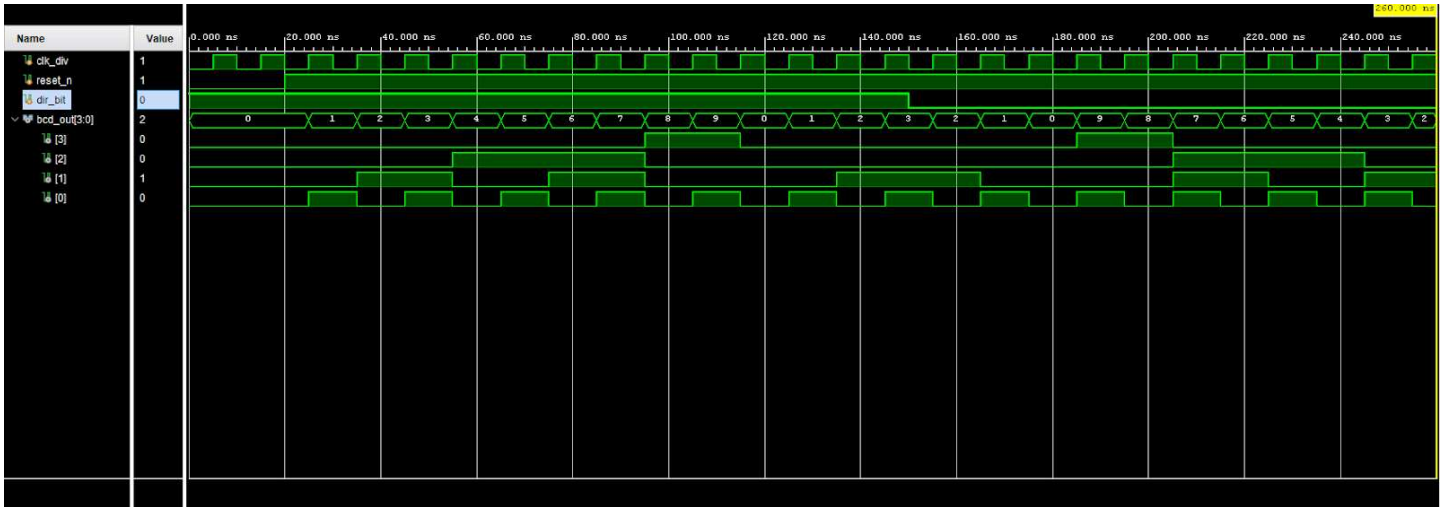 260.000 ns
Name Value 0.000 ns 20.000 ns 40.000 ns 60.000 ns 80.000 ns 100.000 ns 120.000 ns 140.000 ns 160.000 ns 180.000 ns 200.000 ns 220.000 ns 240.000 ns
clk_div 1
reset_n 1
dir_bit 0
bcd_out[3:0] 2 0 1 2 3 4 5 6 7 8 9 0 1 2 3 2 1 0 9 8 7 6 5 4 3 2
[3] 0
[2] 0
[1] 1
[0] 0